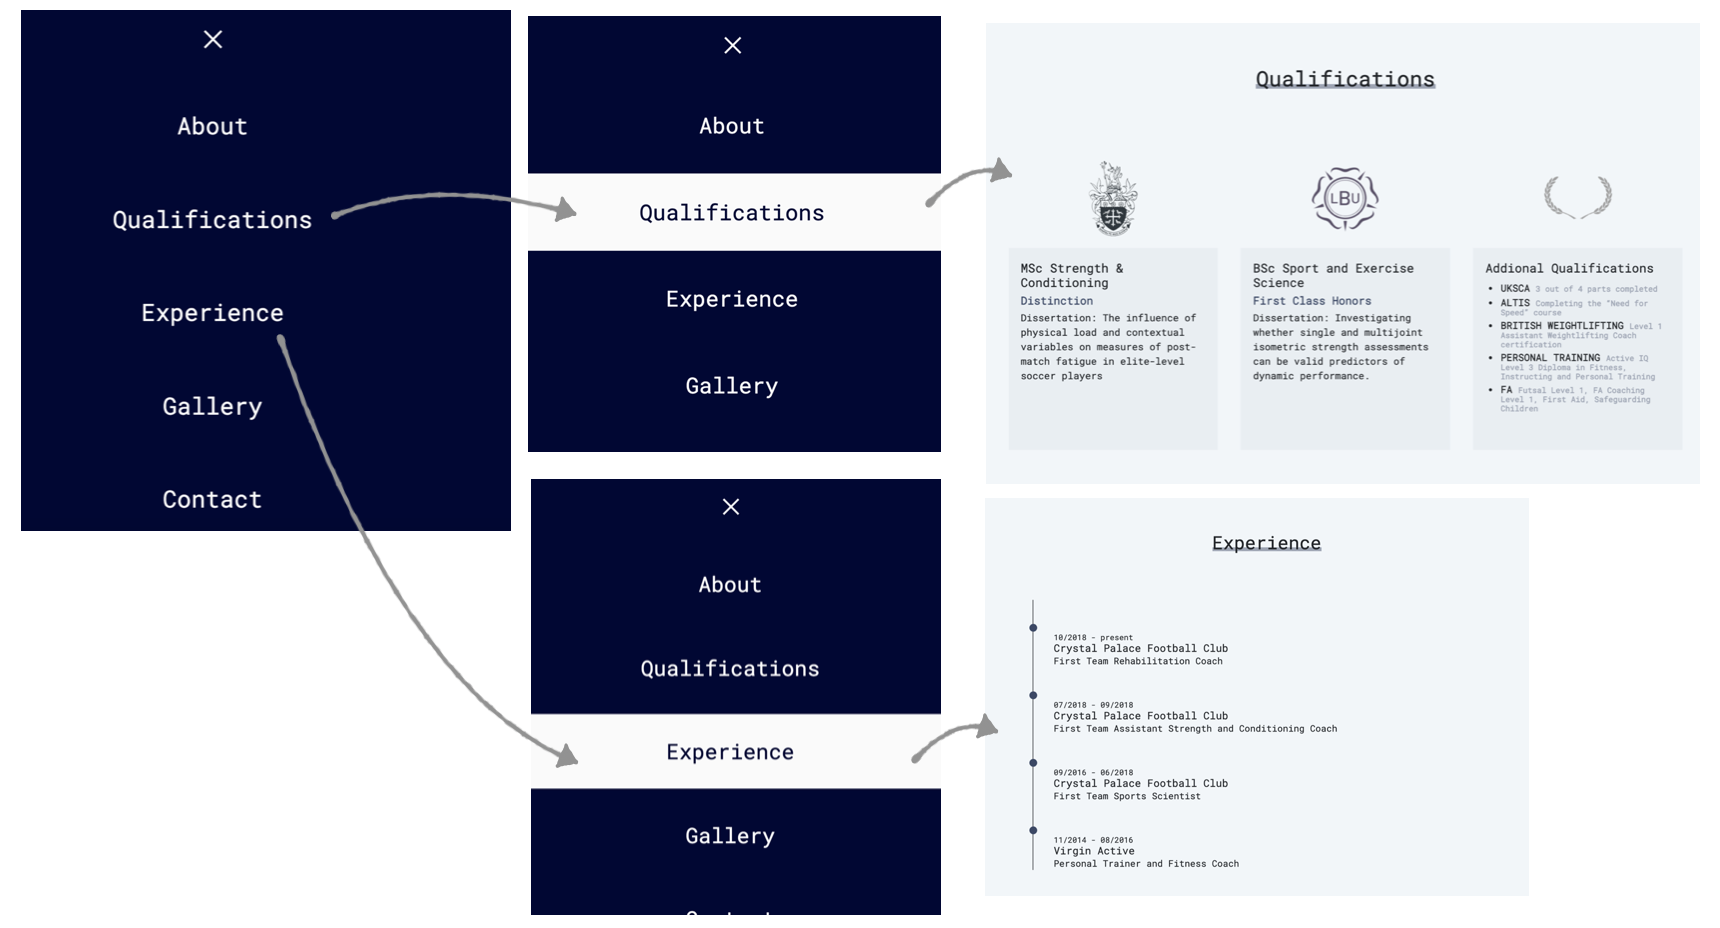 About
Qualifications
Experience
Gallery
Contact
About
Qualifications
Experience
Gallery
About
Qualifications
Experience
Gallery
Qualifications
LBU
MSc Strength &
Conditioning
Distinction
Dissertation: The influence of
physical load and contextual
variables on measures of post-
match fatigue in elite-level
soccer players
BSc Sport and Exercise
Science
First Class Honors
Dissertation: Investigating
whether single and multijoint
isometric strength assessments
can be valid predictors of
dynamic performance.
Addional Qualifications
• UKSCA 3 out of 4 parts completed
• ALTIS Completing the "Need for
Speed" course
• BRITISH WEIGHTLIFTING Level 1
Assistant Weightlifting Coach
certification
• PERSONAL TRAINING Active IQ
Level 3 Diploma in Fitness,
Instructing and Personal Training
• FA Futsal Level 1, FA Coaching
Level 1, First Aid, Safeguarding
Children
Experience
10/2018 - present
Crystal Palace Football Club
First Team Rehabilitation Coach
07/2018 - 09/2018
Crystal Palace Football Club
First Team Assistant Strength and Conditioning Coach
09/2016 - 06/2018
Crystal Palace Football Club
First Team Sports Scientist
11/2014 - 08/2016
Virgin Active
Personal Trainer and Fitness Coach